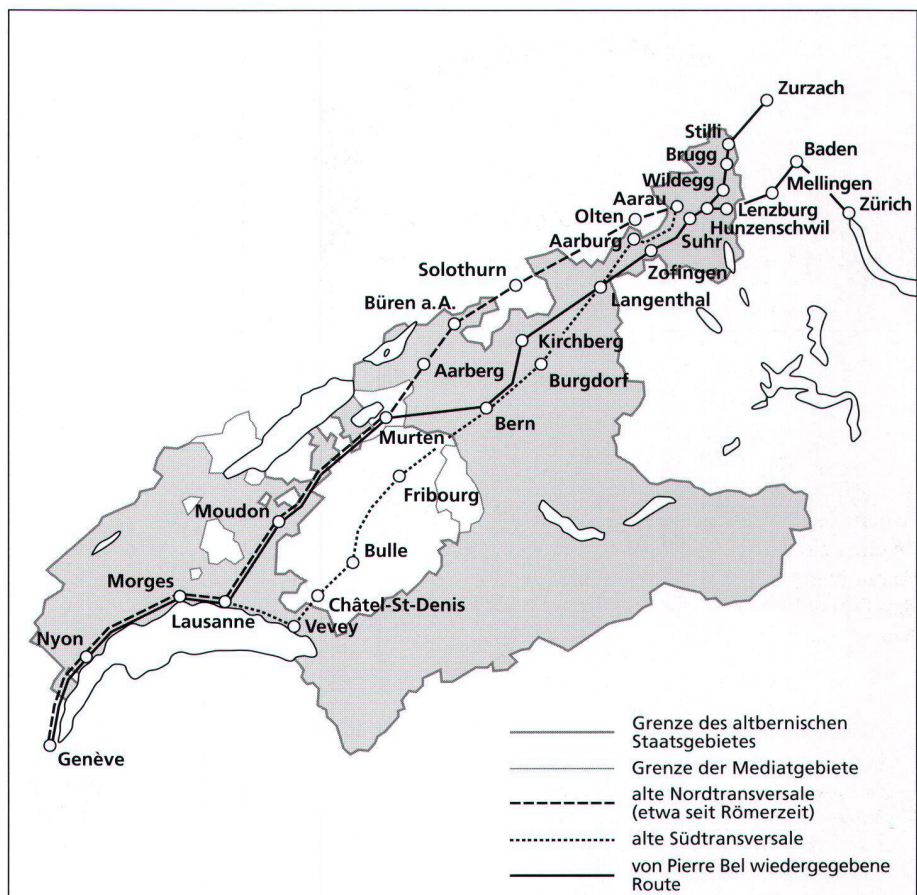 Zurzach
Stilli
Brugg
Baden
Wildegg
Mellingen
Aarau
Lenzburg
Zürich
Olten
Hunzenschwil
Aarburg
Suhr
Zofingen
Solothurn
Langenthal
Büren a.A.
Kirchberg
Aarberg
Burgdorf
Bern
Murten
Fribourg
Moudon
Bulle
Morges
Châtel-St-Denis
Lausanne
Vevey
Nyon
Genève
Grenze des altbernischen
Staatsgebietes
Grenze der Mediatgebiete
alte Nordtransversale
(etwa seit Römerzeit)
alte Südtransversale
von Pierre Bel wiedergegebene
Route